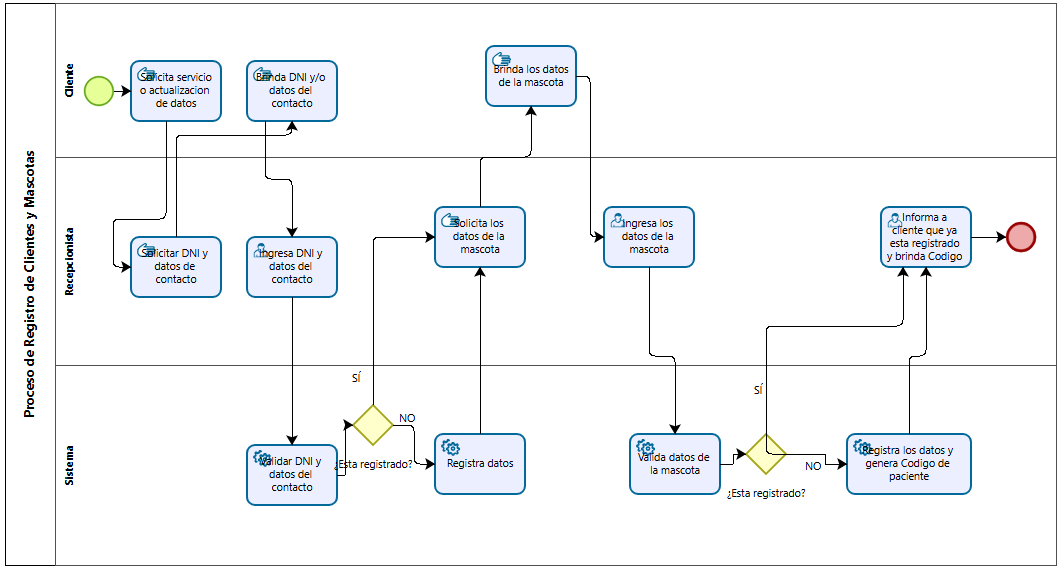 Proceso de Registro de Clientes y Mascotas
Cliente
Solicita servicio
o actualizacion
de datos
Brinda DNI y/o
datos del
contacto
Brinda los datos
de la mascota
Recepcionista
Solicitar DNI y
datos de
contacto
Ingresa DNI y
datos del
contacto
Solicita los
datos de la
mascota
Ingresa los
datos de la
mascota
Informa a
cliente que ya
esta registrado
y brinda Codigo
Sistema
Validar DNI y
datos del
contacto
SÍ
NO
¿Esta registrado?
Registra datos
Valida datos de
la mascota
SÍ
NO
¿Esta registrado?
Registra los datos y
genera Codigo de
paciente